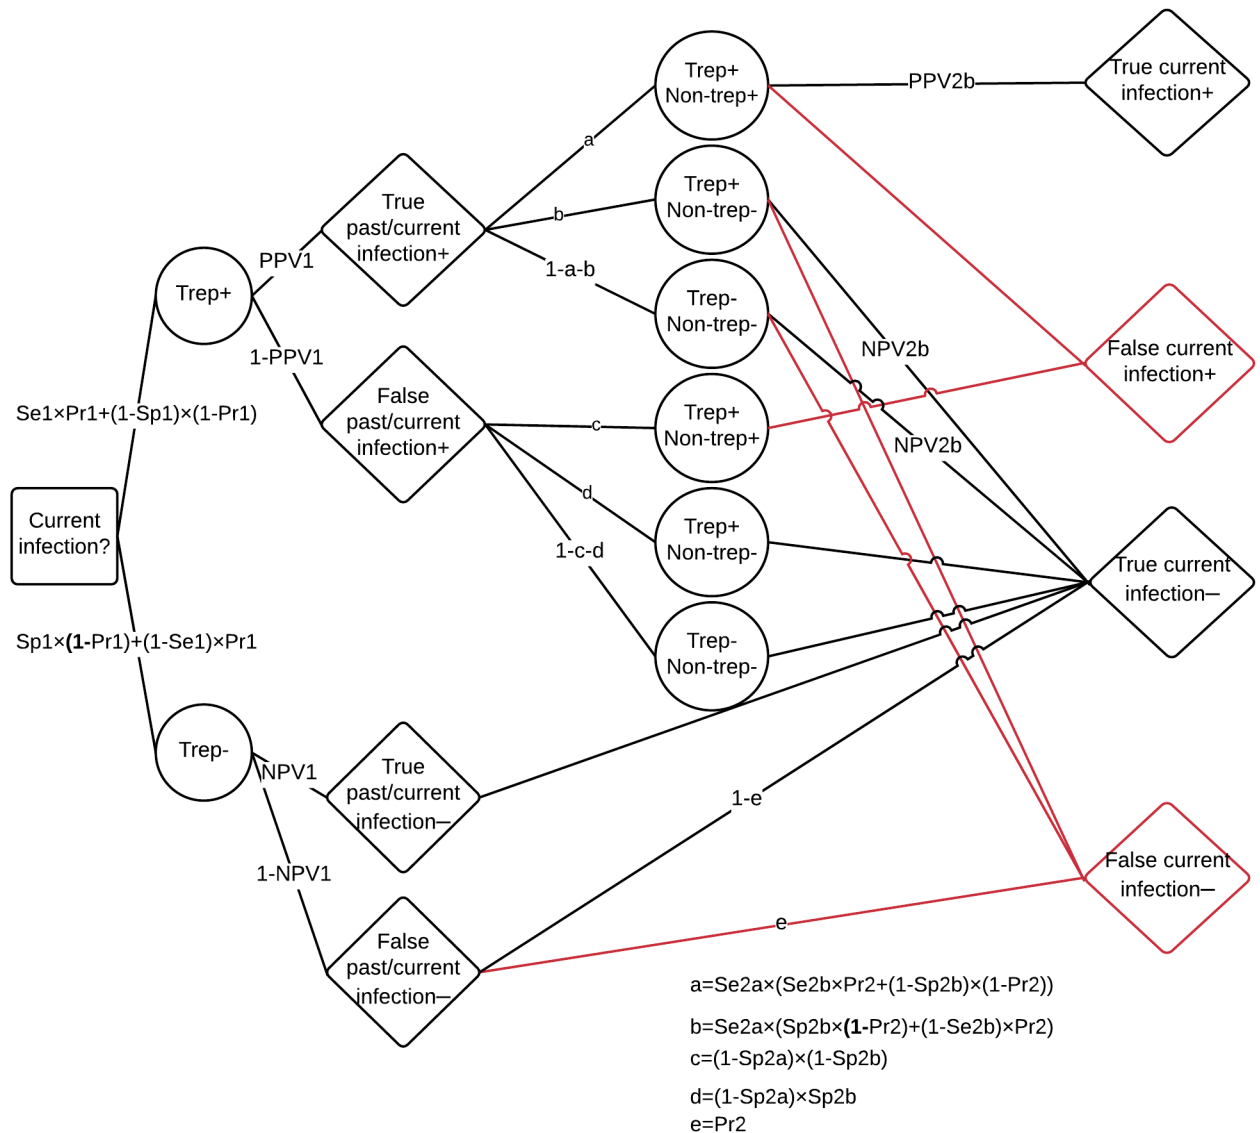 Trep+
Non-trep+
PPV2b
True current
infection+
a
Trep+
Non-trep-
True
past/current
infection+
b
PPV1
1-a-b
Trep+
Trep-
Non-trep-
NPV2b
False current
infection+
1-PPV1
False
past/current
infection+
c
Trep+
Non-trep+
Se1×Pr1+(1-Sp1)×(1-Pr1)
NPV2b
d
Current
infection?
1-c-d
Trep+
Non-trep-
True current
infection–
Sp1×(1-Pr1)+(1-Se1)×Pr1
Trep-
Non-trep-
Trep-
NPV1
True
past/current
infection–
1-e
1-NPV1
False current
infection–
e
False
past/current
infection–
a=Se2a×(Se2b×Pr2+(1-Sp2b)×(1-Pr2))
b=Se2a×(Sp2b×(1-Pr2)+(1-Se2b)×Pr2)
c=(1-Sp2a)×(1-Sp2b)
d=(1-Sp2a)×Sp2b
e=Pr2